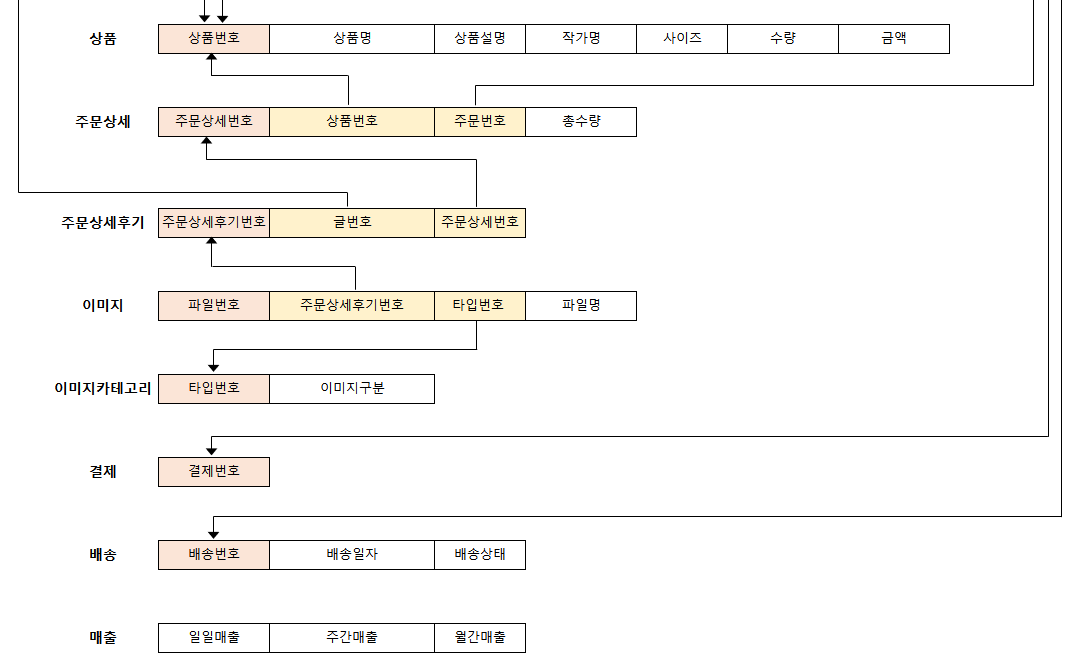 상품 상품번호 상품명 상품설명 작가명 사이즈 수량 금액
주문상세 주문상세번호 상품번호 주문번호 총수량
주문상세후기 주문상세후기번호 글번호 주문상세번호
이미지 파일번호 주문상세후기번호 타입번호 파일명
이미지카테고리 타입번호 이미지구분
결제 결제번호
배송 배송번호 배송일자 배송상태
매출 일일매출 주간매출 월간매출